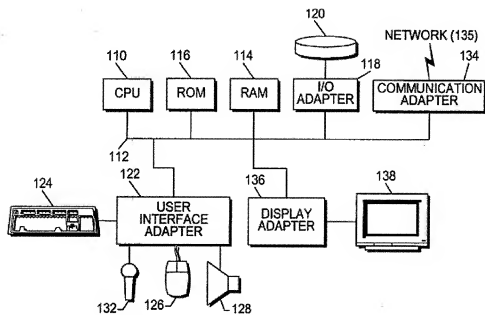 120
NETWORK (135)
110
116
114
118
134
CPU
ROM
RAM
I/O
ADAPTER
COMMUNICATION
ADAPTER
112
124
122
136
138
USER
INTERFACE
ADAPTER
DISPLAY
ADAPTER
132
126
128